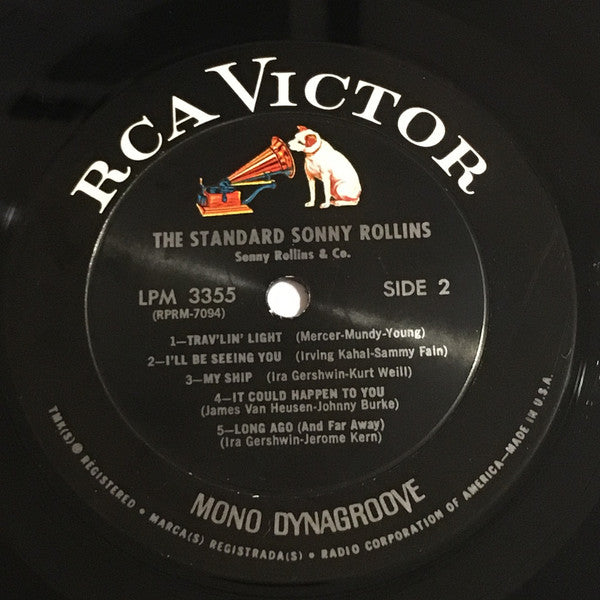 RCA VICTOR
THE STANDARD SONNY ROLLINS
Sonny Rollins & Co.
LPM 3355
(RPRM-7094)
SIDE 2
1—TRAV'LIN' LIGHT (Mercer-Mundy-Young)
2—I'LL BE SEEING YOU (Irving Kahal-Sammy Fain)
3—MY SHIP (Ira Gershwin-Kurt Weill)
4—IT COULD HAPPEN TO YOU
(James Van Heusen-Johnny Burke)
5—LONG AGO (And Far Away)
(Ira Gershwin-Jerome Kern)
MONO DYNAGROOVE
TMK(S) ® REGISTERED • MARCA(S) REGISTRADA(S) • RADIO CORPORATION OF AMERICA—MADE IN U.S.A.